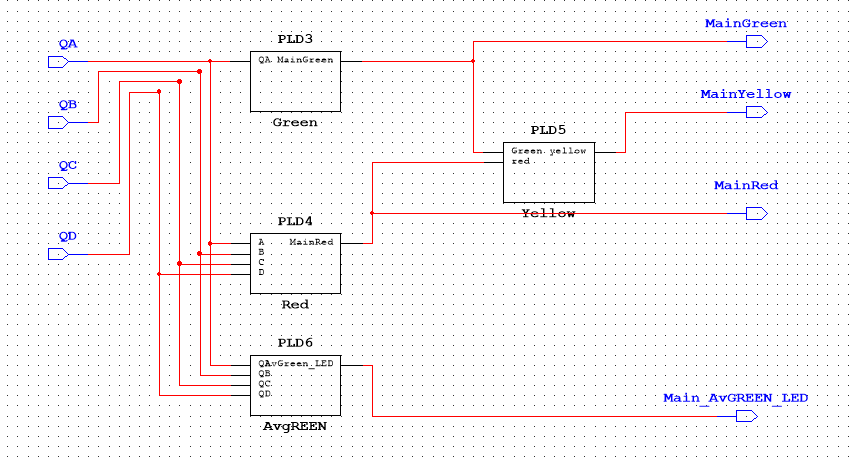 MainGreen
QA
PLD3
QA MainGreen
Green
QB
MainYellow
PLD5
Green yellow
red
Yellow
QC
MainRed
PLD4
A MainRed
B
C
D
Red
QD
PLD6
QAvGreen_LED
QB
QC
QD
AvgREEN
Main_AvGREEN_LED